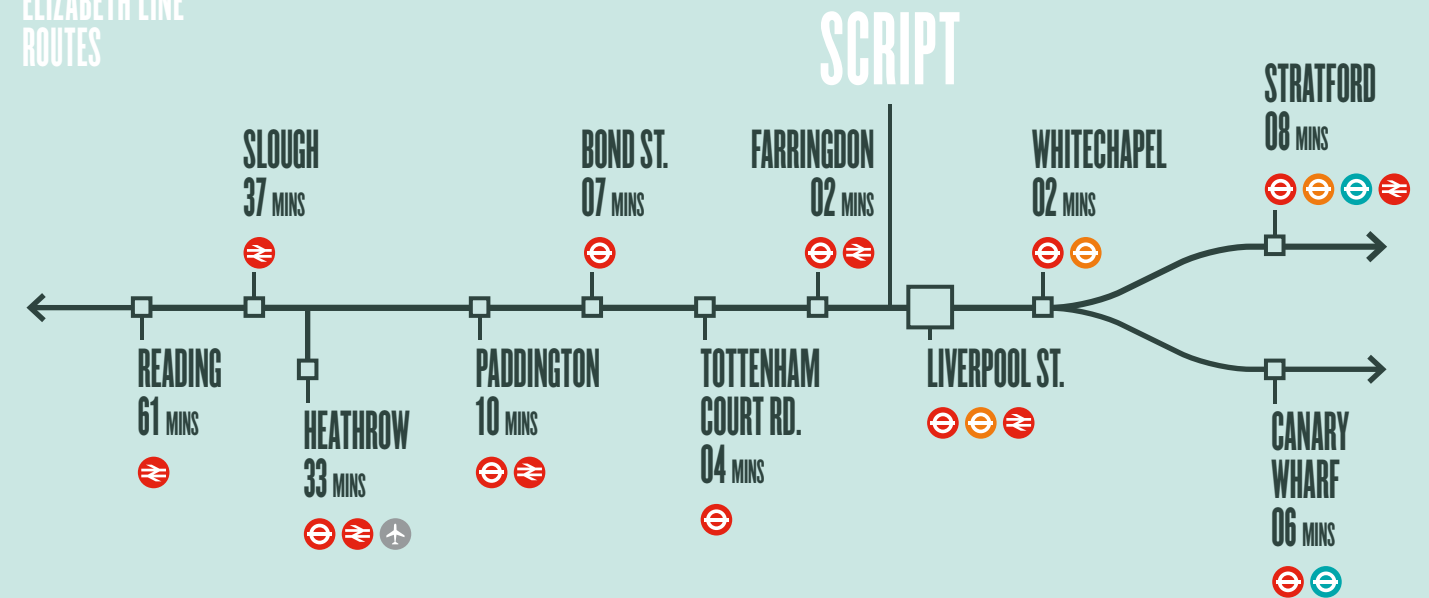 ELIZABETH LINE
ROUTES
SCRIPT
STRATFORD
08 MINS
SLOUGH
37 MINS
BOND ST.
07 MINS
FARRINGDON
02 MINS
WHITECHAPEL
02 MINS
READING
61 MINS
HEATHROW
33 MINS
PADDINGTON
10 MINS
TOTTENHAM
COURT RD.
04 MINS
LIVERPOOL ST.
CANARY
WHARF
06 MINS